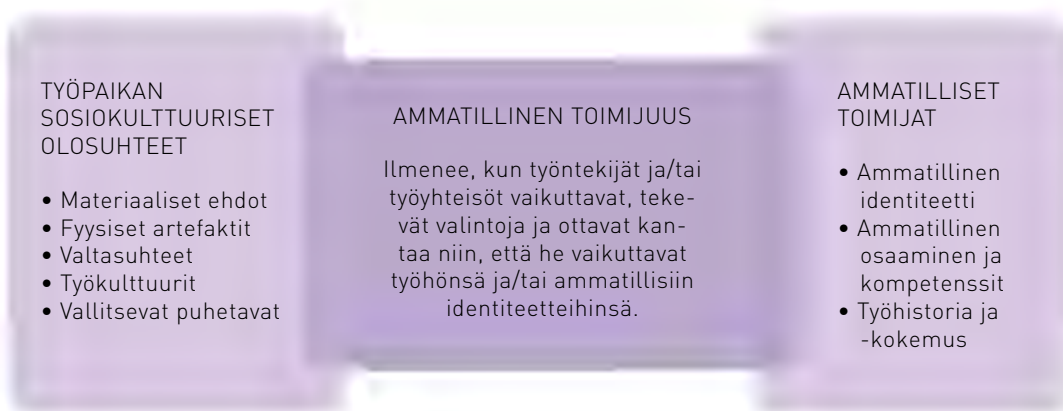 TYÖPAIKAN
SOSIOKULTTUURISET
OLOSUHTEET
• Materiaaliset ehdot
• Fyysiset artefaktit
• Valtasuhteet
• Työkulttuurit
• Vallitsevat puhetavat
AMMATILLINEN TOIMIJUUS
Ilmenee, kun työntekijät ja/tai
työyhteisöt vaikuttavat, teke-
vät valintoja ja ottavat kan-
taa niin, että he vaikuttavat
työhönsä ja/tai ammatillisiin
identiteetteihinsä.
AMMATILLISET
TOIMIJAT
• Ammatillinen
identiteetti
• Ammatillinen
osaaminen ja
kompetenssit
• Työhistoria ja
-kokemus